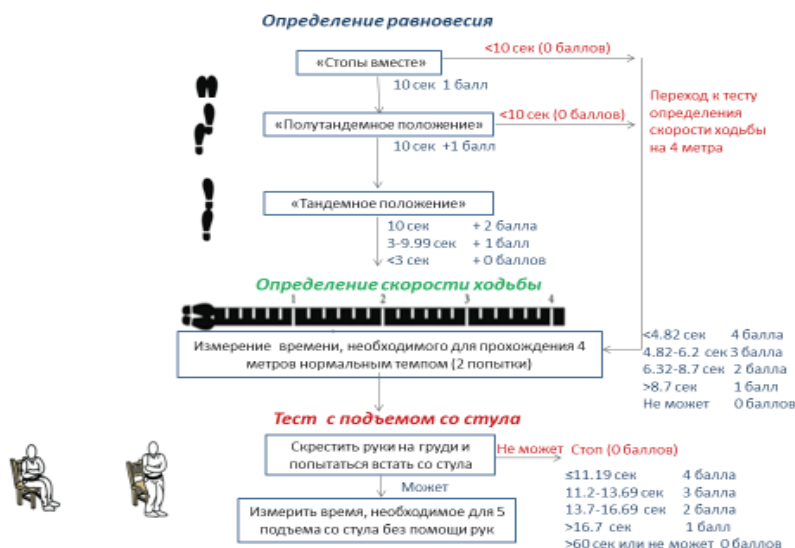 Определение равновесия
<10 сек (0 баллов)
«Стопы вместе»
10 сек 1 балл
Переход к тесту
определения
скорости ходьбы
на 4 метра
<10 сек (0 баллов)
«Полутандемное положение»
10 сек +1 балл
«Тандемное положение»
10 сек + 2 балла
3-9.99 сек + 1 балл
<3 сек + 0 баллов
Определение скорости ходьбы
1 2 3 4
Измерение времени, необходимого для прохождения 4
метров нормальным темпом (2 попытки)
<4.82 сек 4 балла
4.82-6.2 сек 3 балла
6.32-8.7 сек 2 балла
>8.7 сек 1 балл
Не может 0 баллов
Тест с подъемом со стула
Скрестить руки на груди и
попытаться встать со стула
Не может Стоп (0 баллов)
Может
Измерить время, необходимое для 5
подъема со стула без помощи рук
≤11.19 сек 4 балла
11.2-13.69 сек 3 балла
13.7-16.69 сек 2 балла
>16.7 сек 1 балл
>60 сек или не может 0 баллов